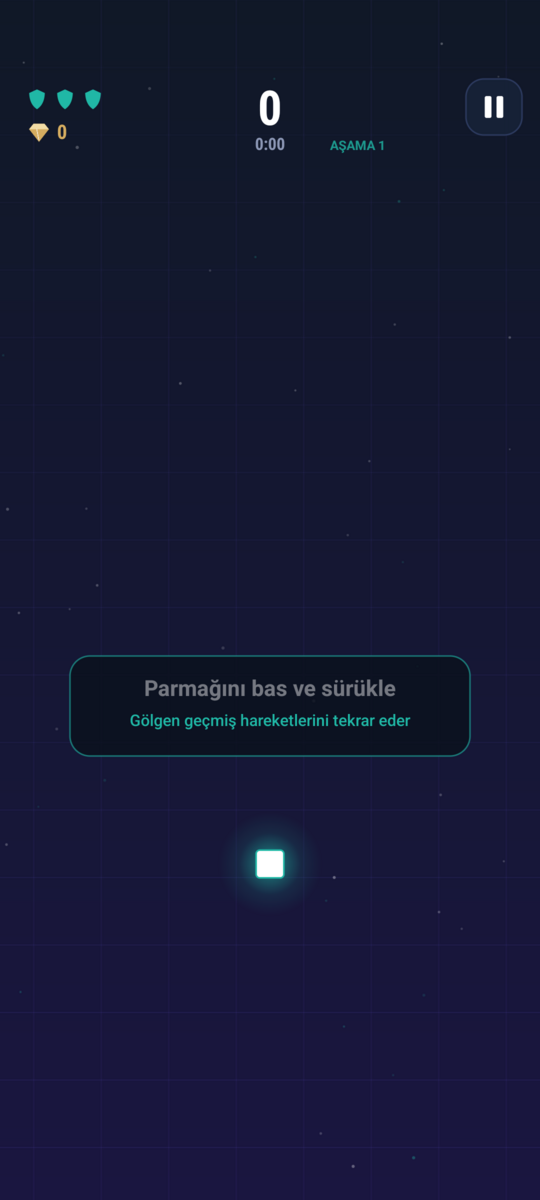 0
0
0:00
AŞAMA 1
Parmağını bas ve sürükle
Gölgen geçmiş hareketlerini tekrar eder